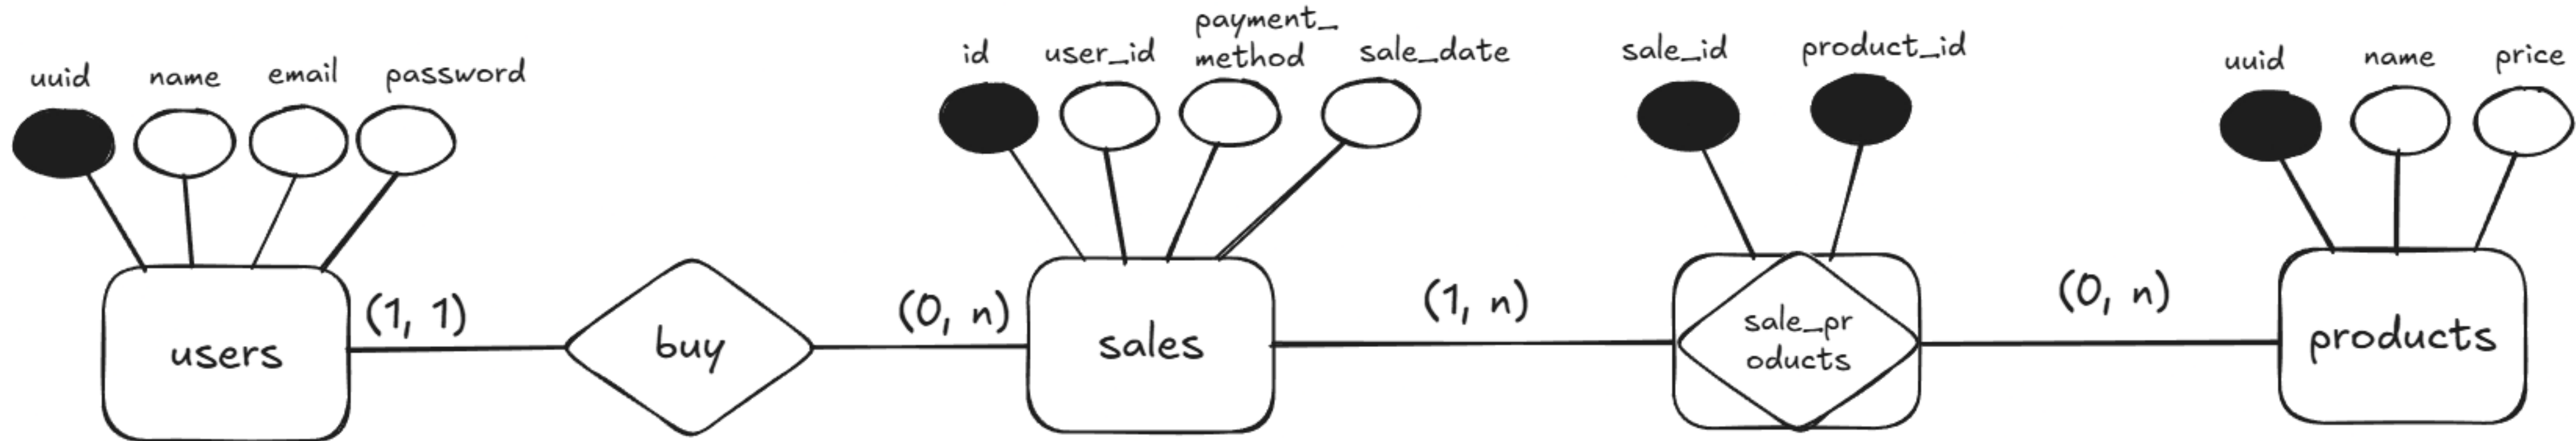 uuid
name
email
password
id
user_id
payment_
method
sale_date
sale_id
product_id
uuid
name
price
users
(1, 1)
buy
(0, n)
sales
(1, n)
sale_pr
oducts
(0, n)
products